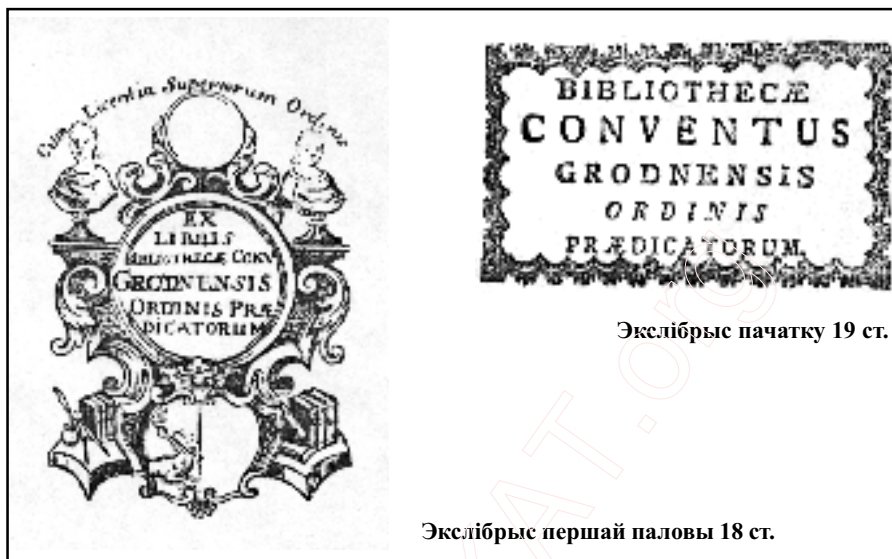 Cum Licentia Superiorum Ordinis
EX
LIBRIS
BIBLIOTHECÆ CONV
GRODNENSIS
ORDINIS PRÆ
DICATORUM
BIBLIOTHECÆ
CONVENTUS
GRODNENSIS
ORDINIS
PRÆDICATORUM
Экслібрыс пачатку 19 ст.
Экслібрыс першай паловы 18 ст.